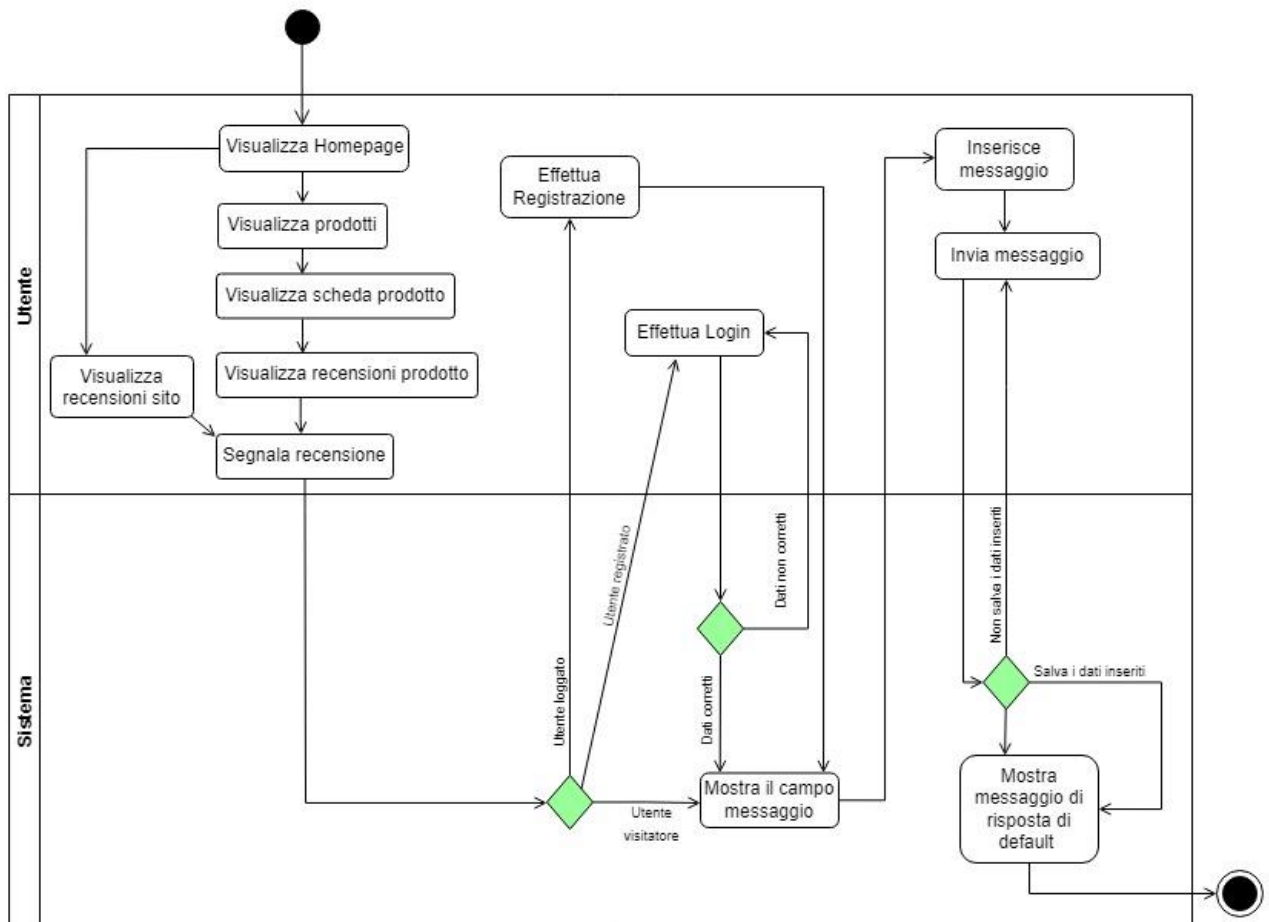 Utente
Visualizza Homepage
Visualizza prodotti
Visualizza scheda prodotto
Visualizza recensioni prodotto
Visualizza
recensioni sito
Segnala recensione
Effettua
Registrazione
Effettua Login
Inserisce
messaggio
Invia messaggio
Sistema
Utente loggato
Utente registrato
Utente
visitatore
Dati corretti
Dati non corretti
Mostra il campo
messaggio
Non salva i dati inseriti
Salva i dati inseriti
Mostra
messaggio di
risposta di
default